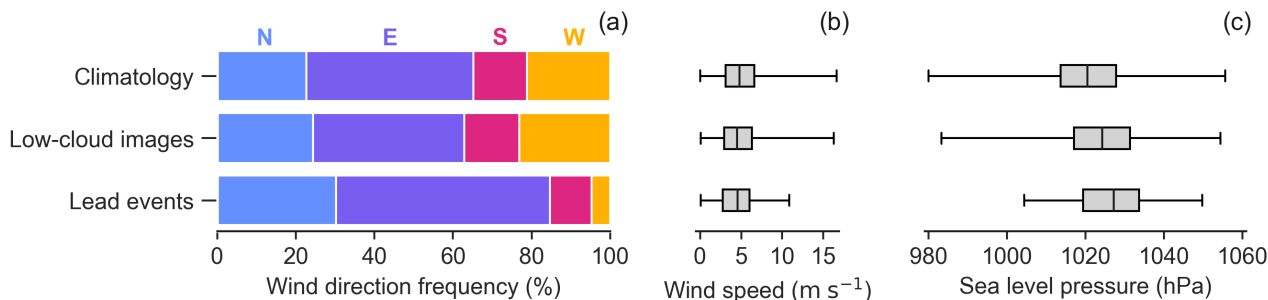 (a)
(b)
(c)
N E S W
Climatology
Low-cloud images
Lead events
0 20 40 60 80 100
Wind direction frequency (%)
0 5 10 15
Wind speed (m s⁻¹)
980 1000 1020 1040 1060
Sea level pressure (hPa)